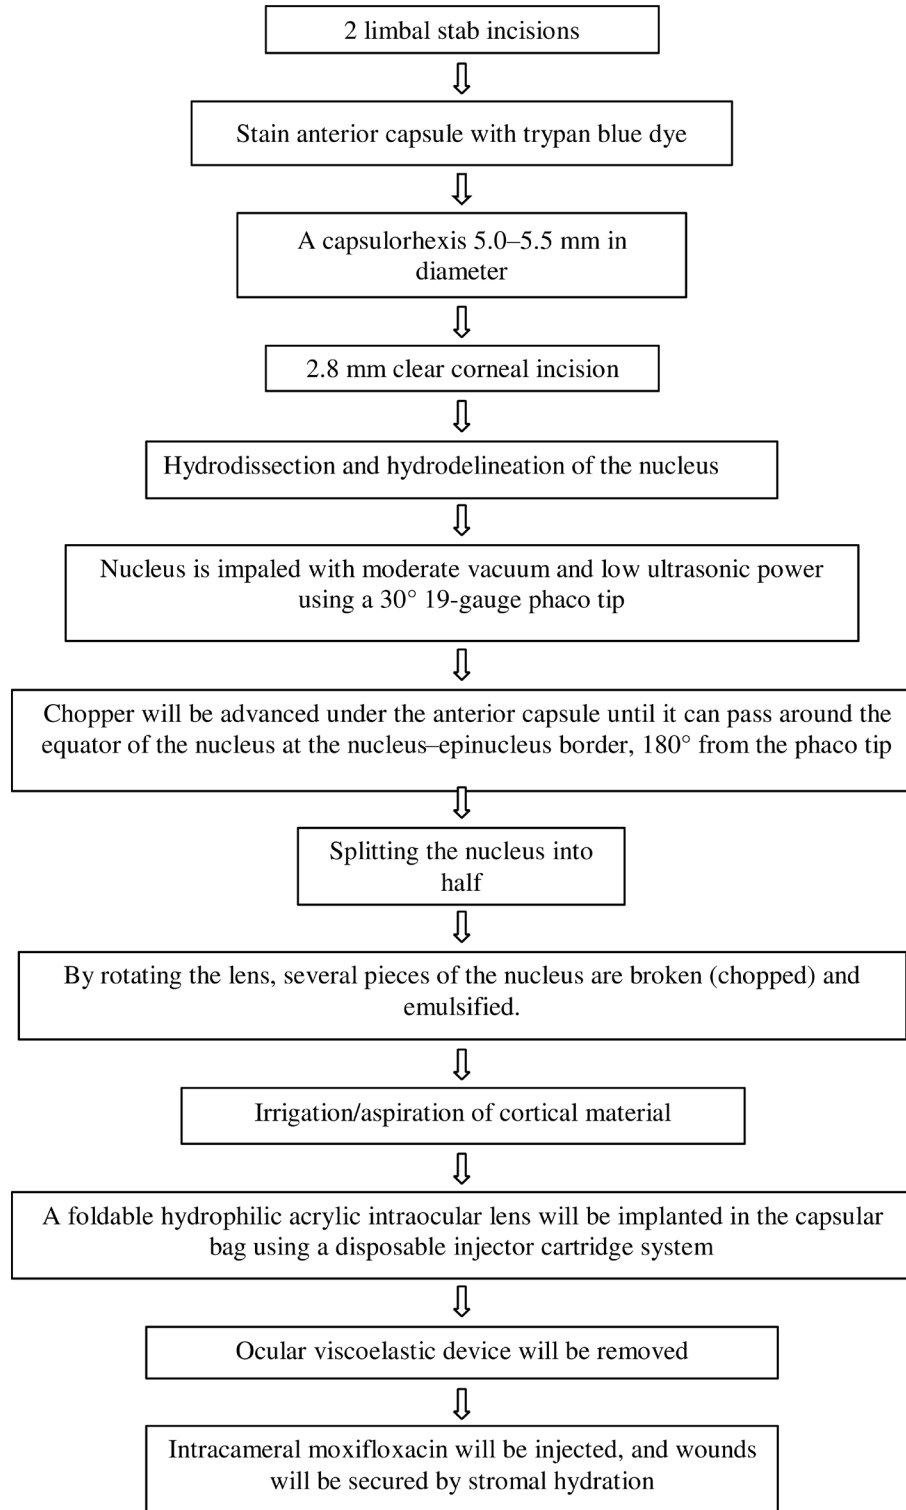 2 limbal stab incisions
Stain anterior capsule with trypan blue dye
A capsulorhexis 5.0–5.5 mm in
diameter
2.8 mm clear corneal incision
Hydrodissection and hydrodelineation of the nucleus
Nucleus is impaled with moderate vacuum and low ultrasonic power
using a 30° 19-gauge phaco tip
Chopper will be advanced under the anterior capsule until it can pass around the
equator of the nucleus at the nucleus–epinucleus border, 180° from the phaco tip
Splitting the nucleus into
half
By rotating the lens, several pieces of the nucleus are broken (chopped) and
emulsified.
Irrigation/aspiration of cortical material
A foldable hydrophilic acrylic intraocular lens will be implanted in the capsular
bag using a disposable injector cartridge system
Ocular viscoelastic device will be removed
Intracameral moxifloxacin will be injected, and wounds
will be secured by stromal hydration